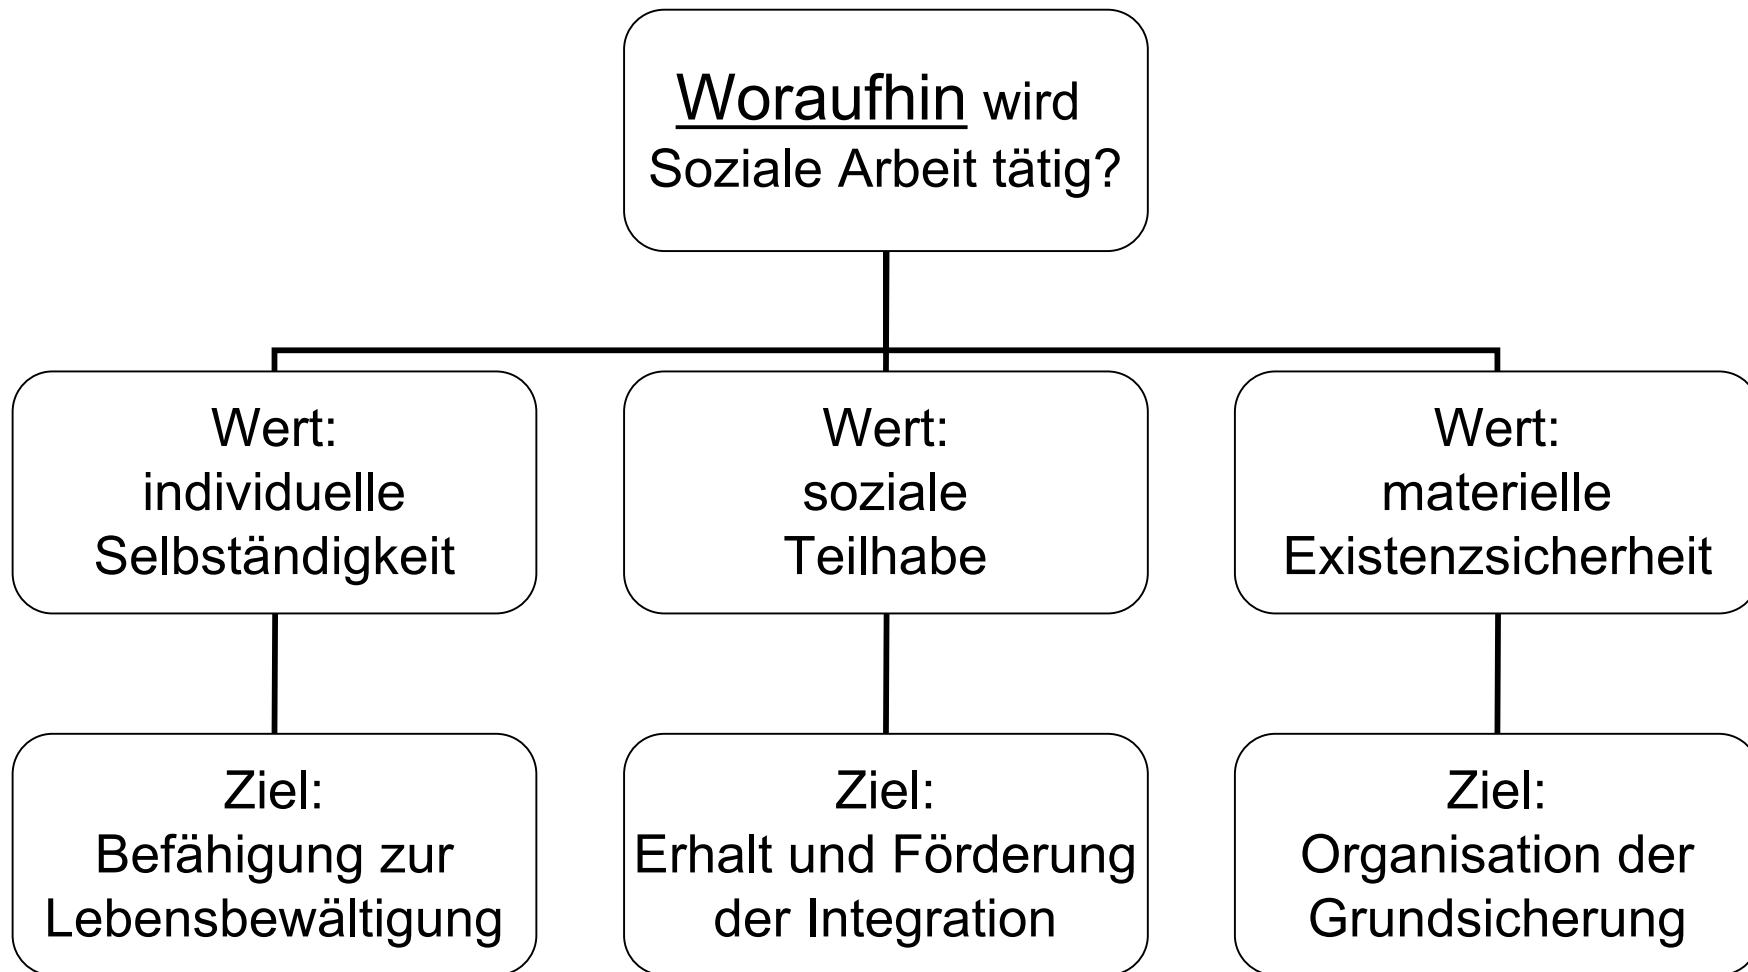 Woraufhin wird
Soziale Arbeit tätig?
Wert:
individuelle
Selbständigkeit
Wert:
soziale
Teilhabe
Wert:
materielle
Existenzsicherheit
Ziel:
Befähigung zur
Lebensbewältigung
Ziel:
Erhalt und Förderung
der Integration
Ziel:
Organisation der
Grundsicherung